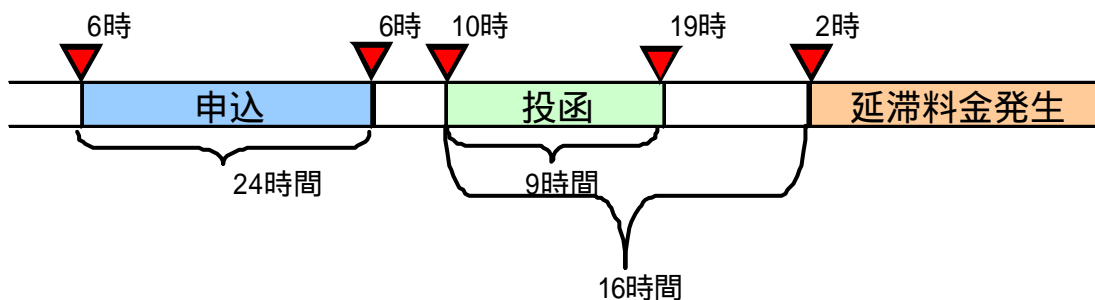 6時
6時
10時
19時
2時
申込
投函
延滞料金発生
24時間
9時間
16時間